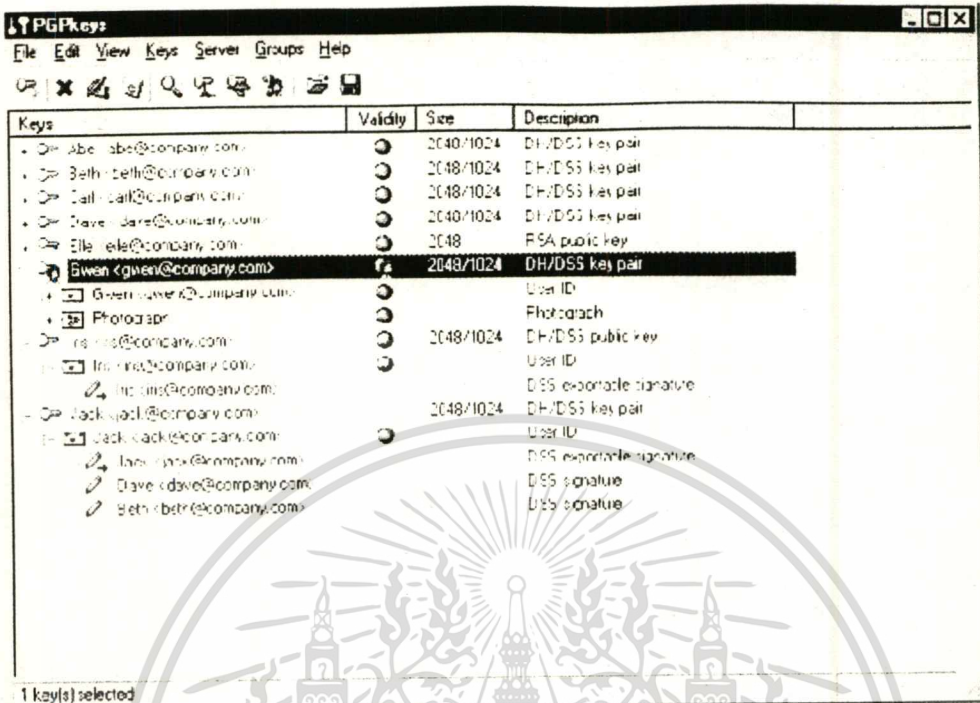 PGPkeys
File Edit View Keys Server Groups Help
Keys Validity Size Description
Abe <abe@company.com> 2048/1024 DH/DSS key pair
Beth <beth@company.com> 2048/1024 DH/DSS key pair
Carl <carl@company.com> 2048/1024 DH/DSS key pair
Dave <dave@company.com> 2048/1024 DH/DSS key pair
Elle <elle@company.com> 2048 RSA public key
Gwen <gwen@company.com> 2048/1024 DH/DSS key pair
Gwen <gwen@company.com> User ID
Photograph Photograph
Iris <iris@company.com> 2048/1024 DH/DSS public key
Iris <iris@company.com> User ID
Iris <iris@company.com> DSS exportable signature
Jack <jack@company.com> 2048/1024 DH/DSS key pair
Jack <jack@company.com> User ID
Jack <jack@company.com> DSS exportable signature
Dave <dave@company.com> DSS signature
Beth <beth@company.com> DSS signature
1 key(s) selected